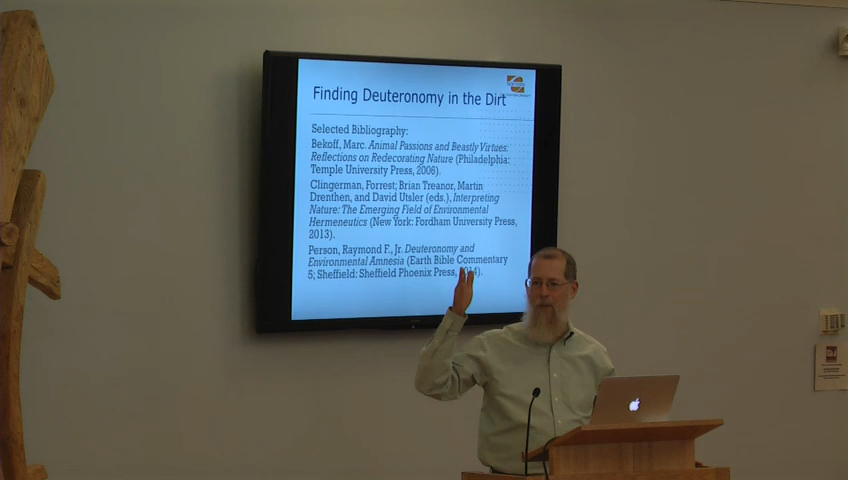 Finding Deuteronomy in the Dirt
Selected Bibliography:
Bekoff, Marc. Animal Passions and Beastly Virtues:
Reflections on Redecorating Nature (Philadelphia:
Temple University Press, 2006).
Clingerman, Forrest; Brian Treanor, Martin
Drenthen, and David Utsler (eds.), Interpreting
Nature: The Emerging Field of Environmental
Hermeneutics (New York: Fordham University Press,
2013).
Person, Raymond F., Jr. Deuteronomy and
Environmental Amnesia (Earth Bible Commentary
5; Sheffield: Sheffield Phoenix Press, 2014).